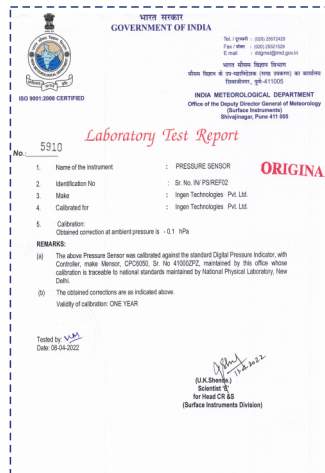 भारत सरकार
GOVERNMENT OF INDIA
Tel. / दूरभाषी : (020) 25572429
Fax / फॅक्स : (020) 25521529
E mail : ddgmsi@imd.gov.in
भारत मौसम विज्ञान विभाग
मौसम विज्ञान के उप-महानिदेशक (सतह उपकरण) का कार्यालय
शिवाजीनगर, पुणे-411005
ISO 9001:2008 CERTIFIED
INDIA METEOROLOGICAL DEPARTMENT
Office of the Deputy Director General of Meteorology
(Surface Instruments)
Shivajinagar, Pune 411 005
Laboratory Test Report
No.: 5910
ORIGINA
1. Name of the instrument : PRESSURE SENSOR
2. Identification No : Sr. No. IN/ PS/REF02
3. Make : Ingen Technologies Pvt. Ltd.
4. Calibrated for : Ingen Technologies Pvt. Ltd.
5. Calibration:
Obtained correction at ambient pressure is - 0.1 hPa
REMARKS:
(a) The above Pressure Sensor was calibrated against the standard Digital Pressure Indicator, with
Controller, make Mensor, CPC6050, Sr. No 41000ZPZ, maintained by this office whose
calibration is traceable to national standards maintained by National Physical Laboratory, New
Delhi.
(b) The obtained corrections are as indicated above.
Validity of calibration: ONE YEAR
Tested by:
Date: 08-04-2022
11.4.2022
(U.K.Shende.)
Scientist
for Head CR &S
(Surface Instruments Division)